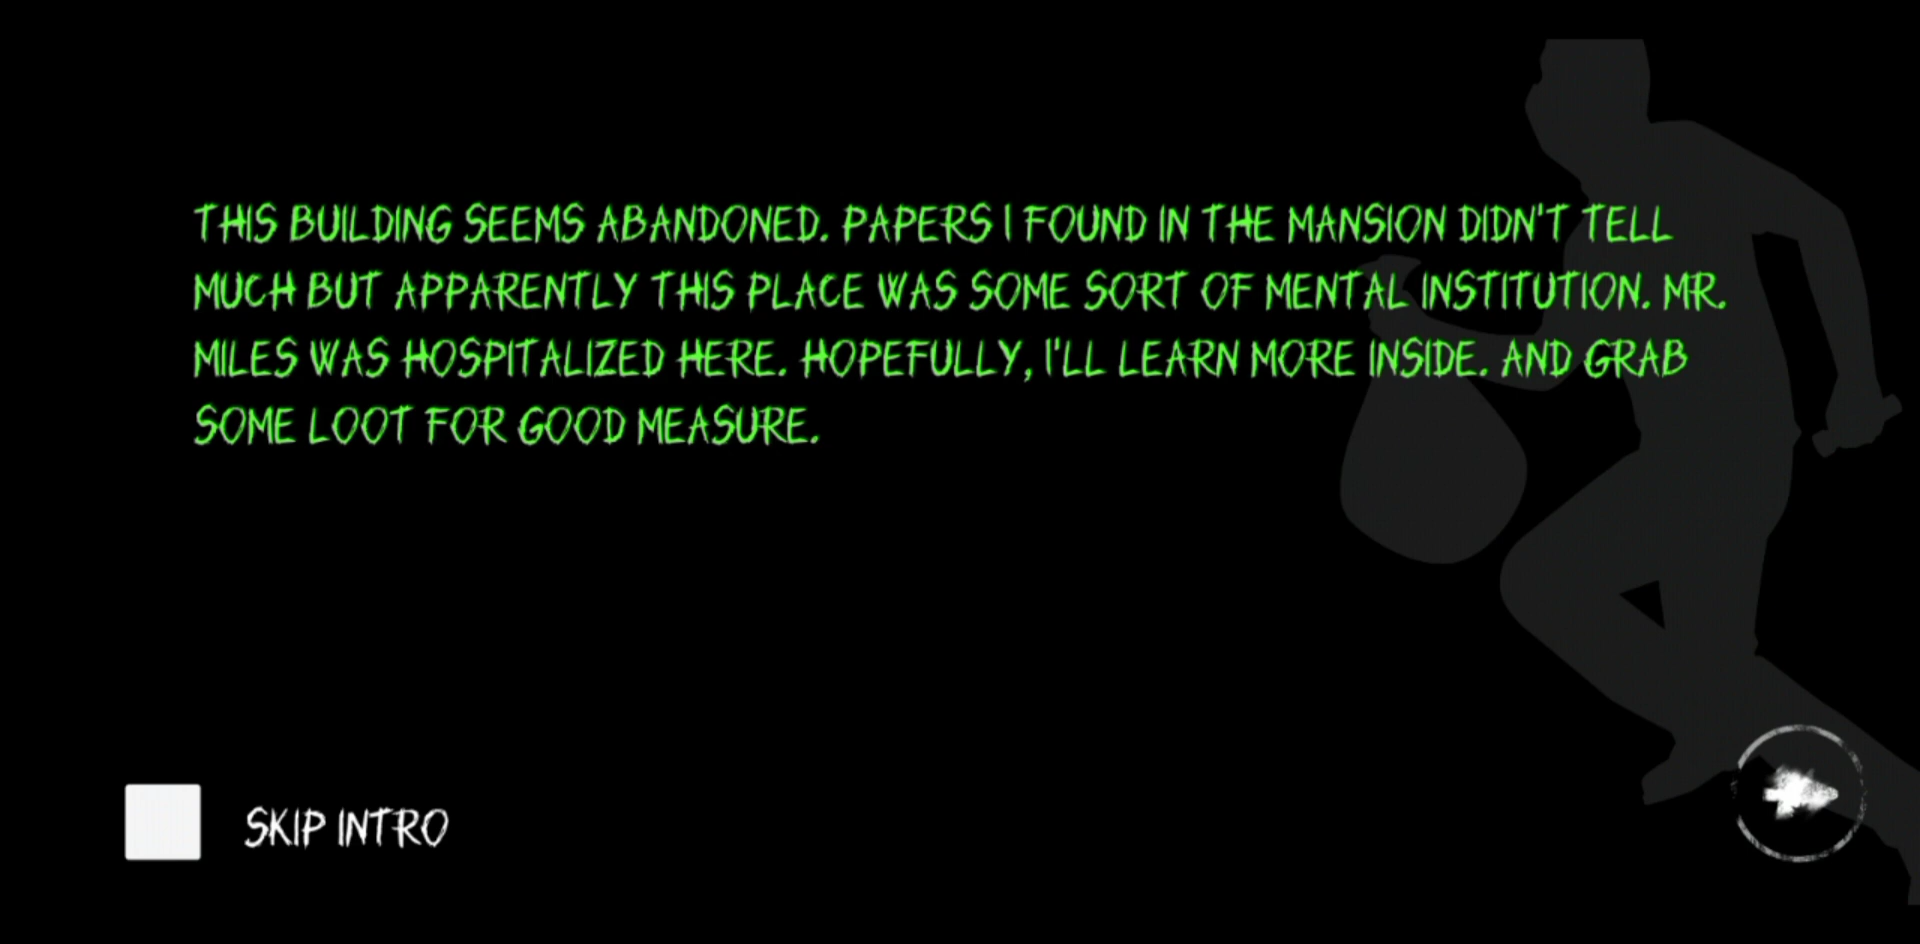 THIS BUILDING SEEMS ABANDONED. PAPERS I FOUND IN THE MANSION DIDN'T TELL
MUCH BUT APPARENTLY THIS PLACE WAS SOME SORT OF MENTAL INSTITUTION. MR.
MILES WAS HOSPITALIZED HERE. HOPEFULLY, I'LL LEARN MORE INSIDE. AND GRAB
SOME LOOT FOR GOOD MEASURE.
SKIP INTRO